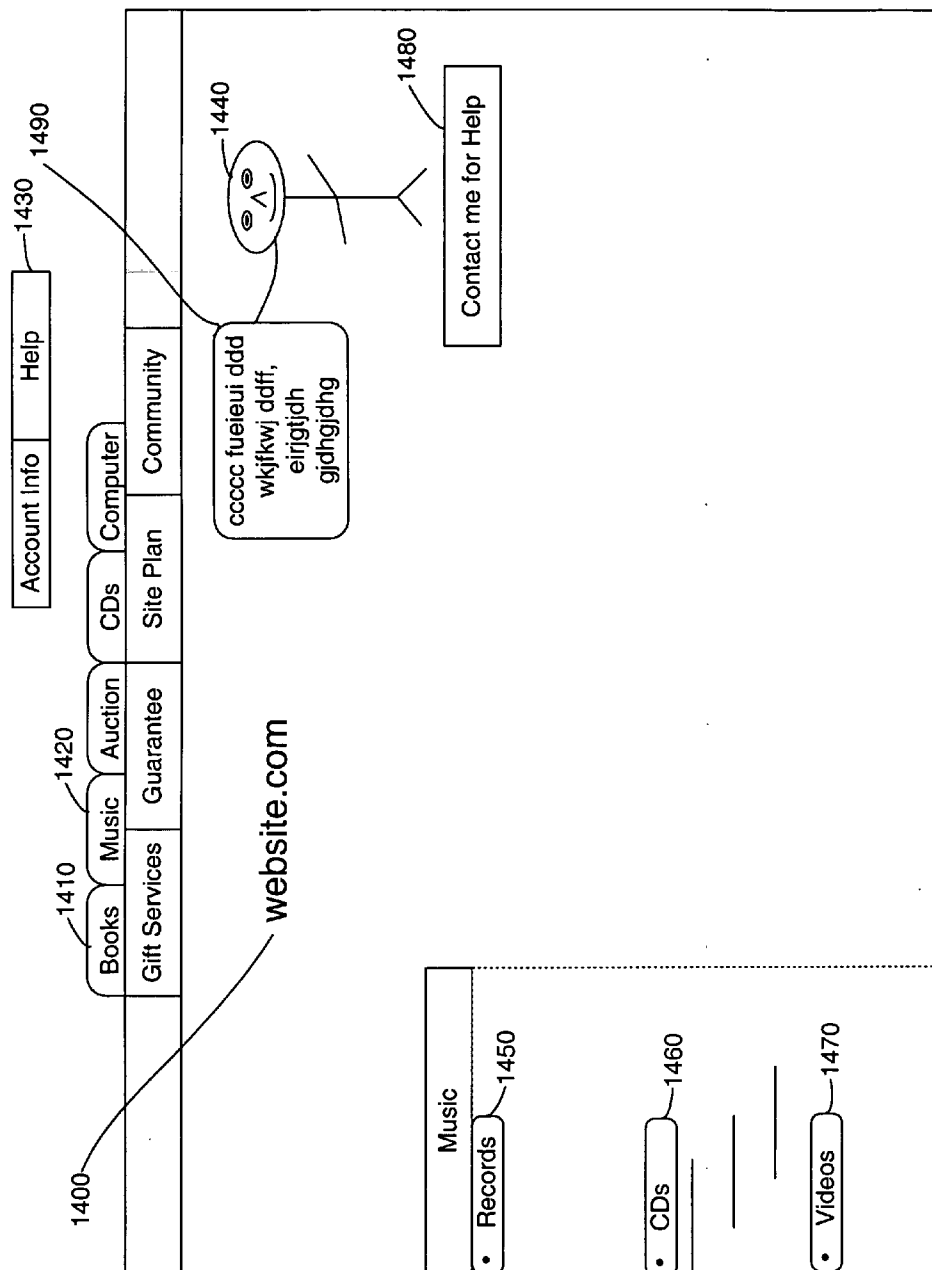 1490
1430
Account Info Help
1410
1420
Books Music Auction CDs Computer
Gift Services Guarantee Site Plan Community
1440
1400
website.com
ccccc fueieui ddd
wkjfkwj ddff,
eirjgtjdh
gjdhgjdhg
1480
Contact me for Help
Music
• Records
1450
• CDs
1460
• Videos
1470